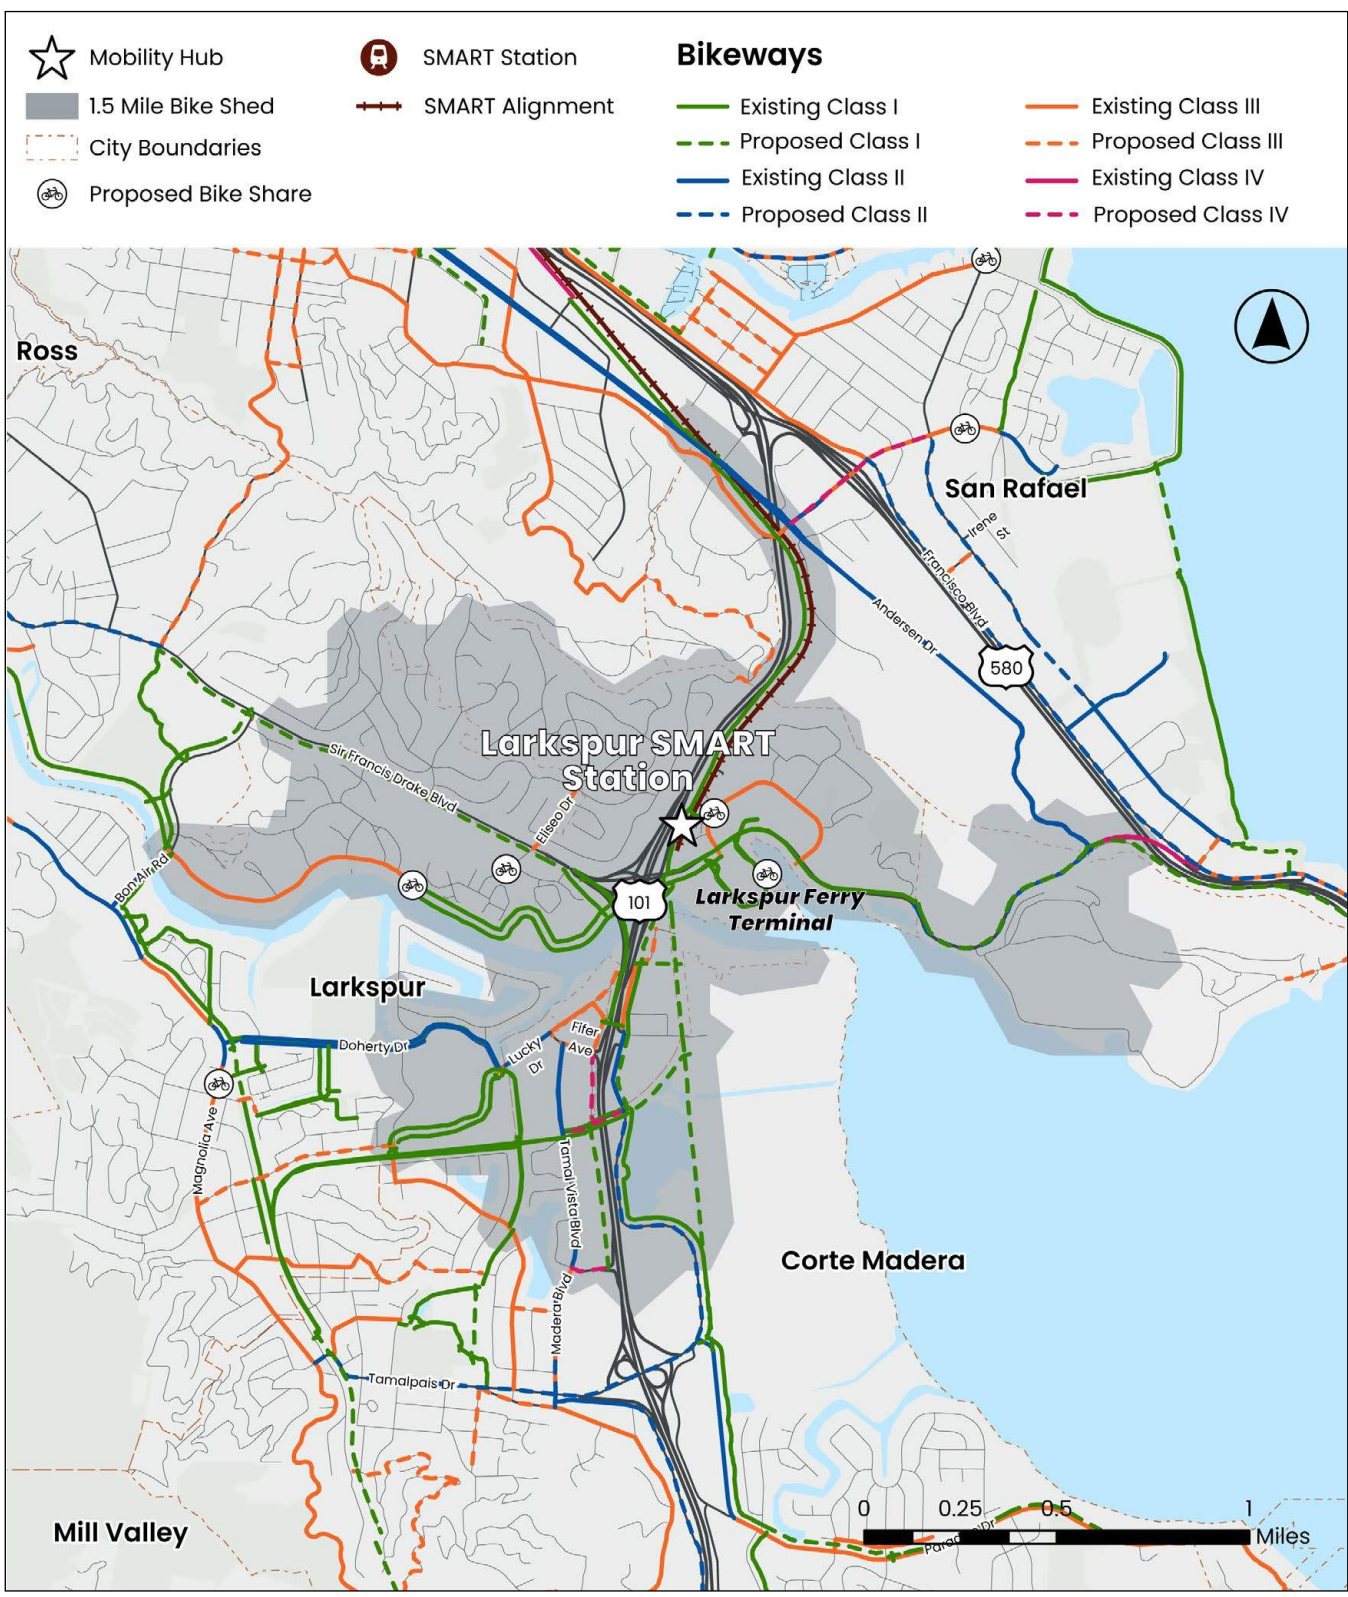 Mobility Hub
1.5 Mile Bike Shed
City Boundaries
Proposed Bike Share
SMART Station
SMART Alignment
Bikeways
Existing Class I
Proposed Class I
Existing Class II
Proposed Class II
Existing Class III
Proposed Class III
Existing Class IV
Proposed Class IV
Ross
San Rafael
Irene
St
Francisco Blvd
Andersen Dr
580
Larkspur SMART
Station
Sir Francis Drake Blvd
Eliseo Dr
Bon Air Rd
101
Larkspur Ferry
Terminal
Larkspur
Doherty Dr
Lucky
Dr
Fifer
Ave
Magnolia Ave
Tamal Vista Blvd
Madera Blvd
Corte Madera
Tamalpais Dr
Mill Valley
0 0.25 0.5 1
Miles
Paradise Dr